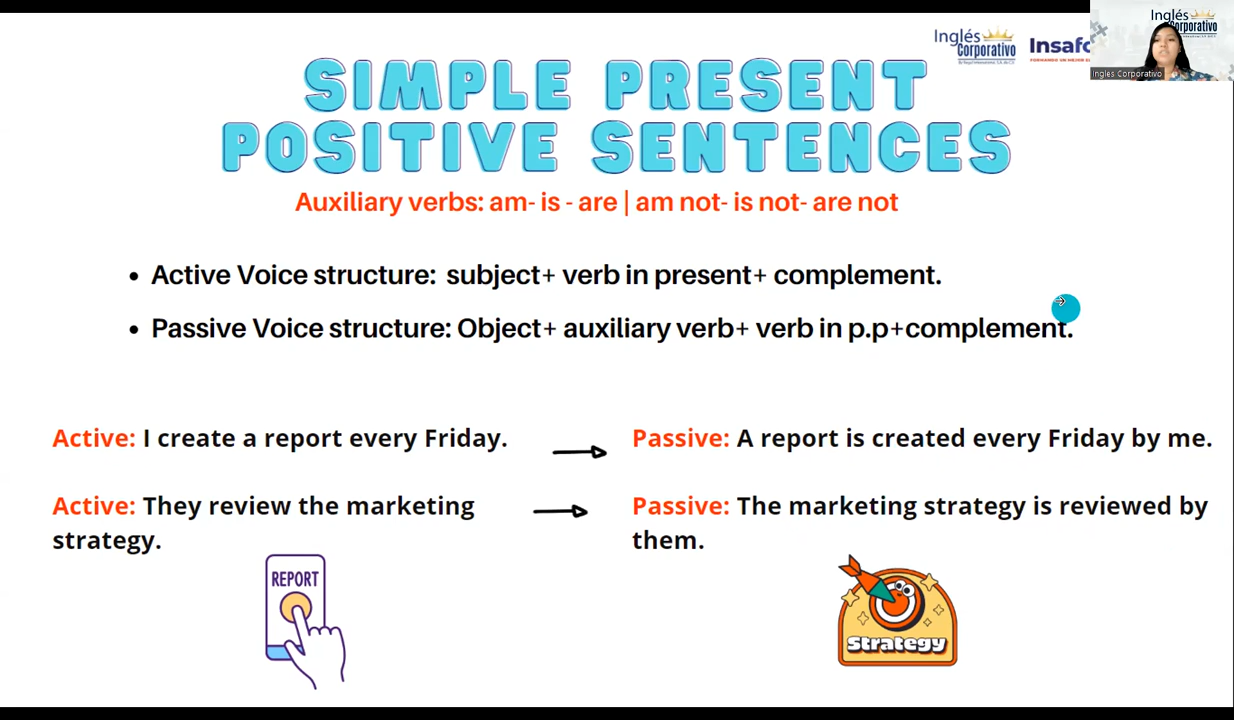 Inglés
Corporativo
Insafo
Inglés
Corporativo
Ingles Corporativo
SIMPLE PRESENT
POSITIVE SENTENCES
Auxiliary verbs: am- is - are | am not- is not- are not
• Active Voice structure: subject+ verb in present+ complement.
• Passive Voice structure: Object+ auxiliary verb+ verb in p.p+complement.
Active: I create a report every Friday.
Passive: A report is created every Friday by me.
Active: They review the marketing
strategy.
Passive: The marketing strategy is reviewed by
them.
REPORT
Strategy